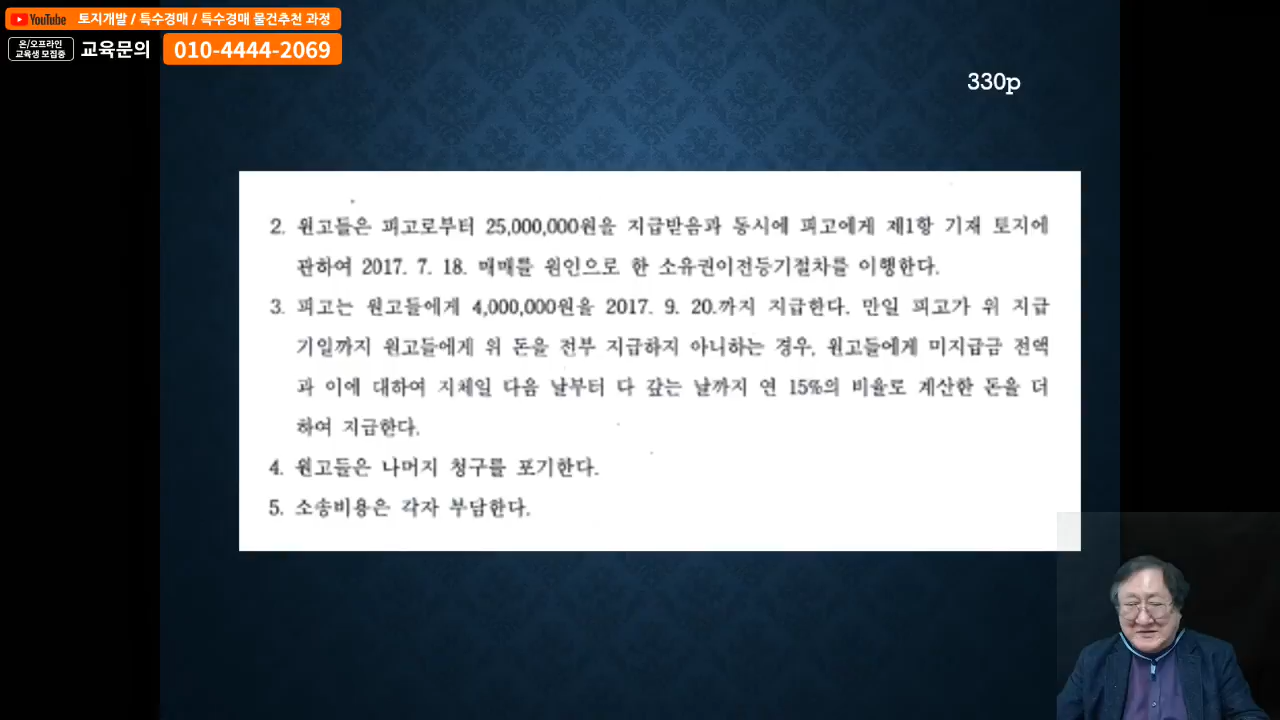 YouTube 토지개발 / 특수경매 / 특수경매 물건추천 과정
온/오프라인
교육생 모집중
교육문의 010-4444-2069
330p
2. 원고들은 피고로부터 25,000,000원을 지급받음과 동시에 피고에게 제1항 기재 토지에
관하여 2017. 7. 18. 매매를 원인으로 한 소유권이전등기절차를 이행한다.
3. 피고는 원고들에게 4,000,000원을 2017. 9. 20.까지 지급한다. 만일 피고가 위 지급
기일까지 원고들에게 위 돈을 전부 지급하지 아니하는 경우, 원고들에게 미지급금 전액
과 이에 대하여 지체일 다음 날부터 다 갚는 날까지 연 15%의 비율로 계산한 돈을 더
하여 지급한다.
4. 원고들은 나머지 청구를 포기한다.
5. 소송비용은 각자 부담한다.